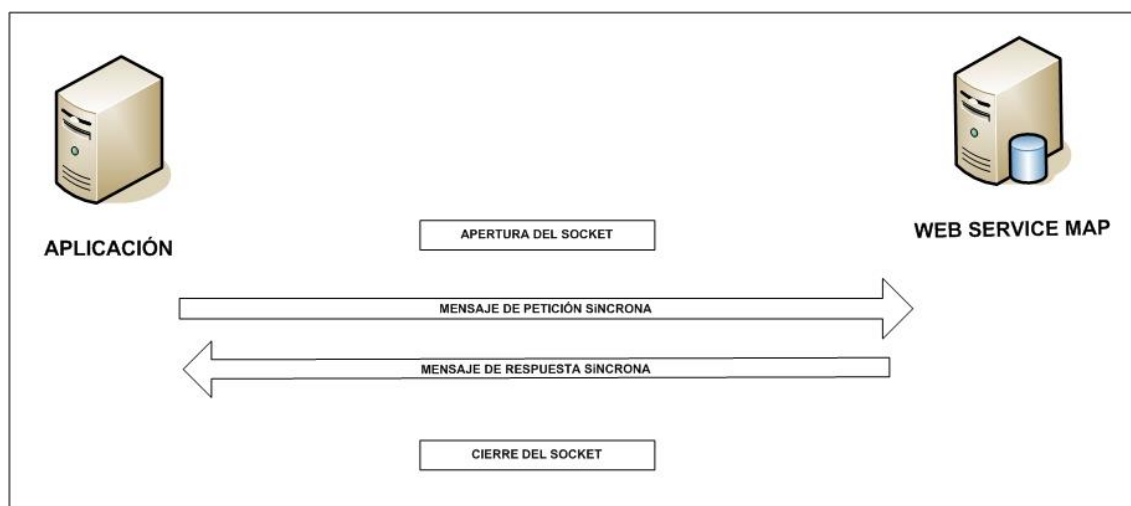 APLICACIÓN
WEB SERVICE MAP
APERTURA DEL SOCKET
MENSAJE DE PETICIÓN SíNCRONA
MENSAJE DE RESPUESTA SíNCRONA
CIERRE DEL SOCKET